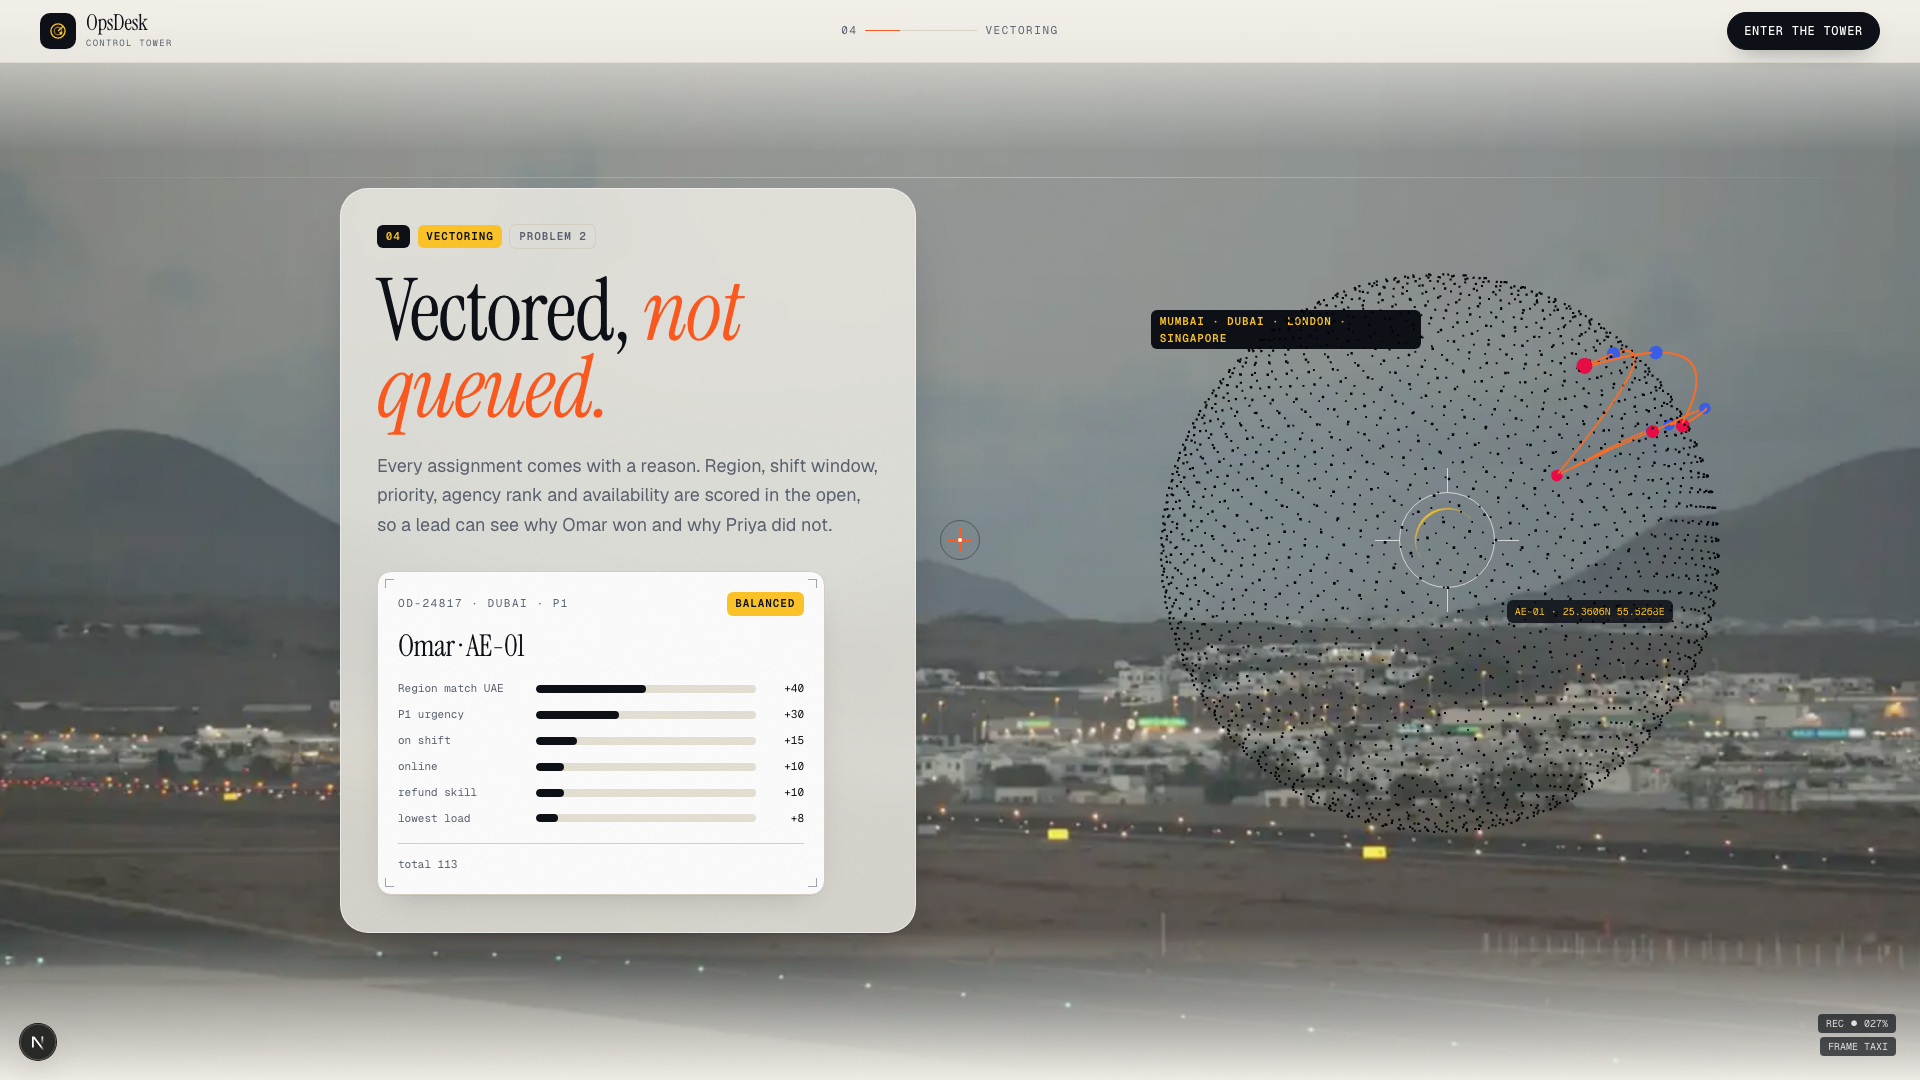 OpsDesk
CONTROL TOWER
04
VECTORING
ENTER THE TOWER
04
VECTORING
PROBLEM 2
Vectored, not
queued.
Every assignment comes with a reason. Region, shift window,
priority, agency rank and availability are scored in the open,
so a lead can see why Omar won and why Priya did not.
OD-24817 · DUBAI · P1
BALANCED
Omar·AE-01
Region match UAE +40
P1 urgency +30
on shift +15
online +10
refund skill +10
lowest load +8
total 113
MUMBAI · DUBAI · LONDON ·
SINGAPORE
AE-01 · 25.3606N 55.5263E
N
REC ● 027%
FRAME TAXI